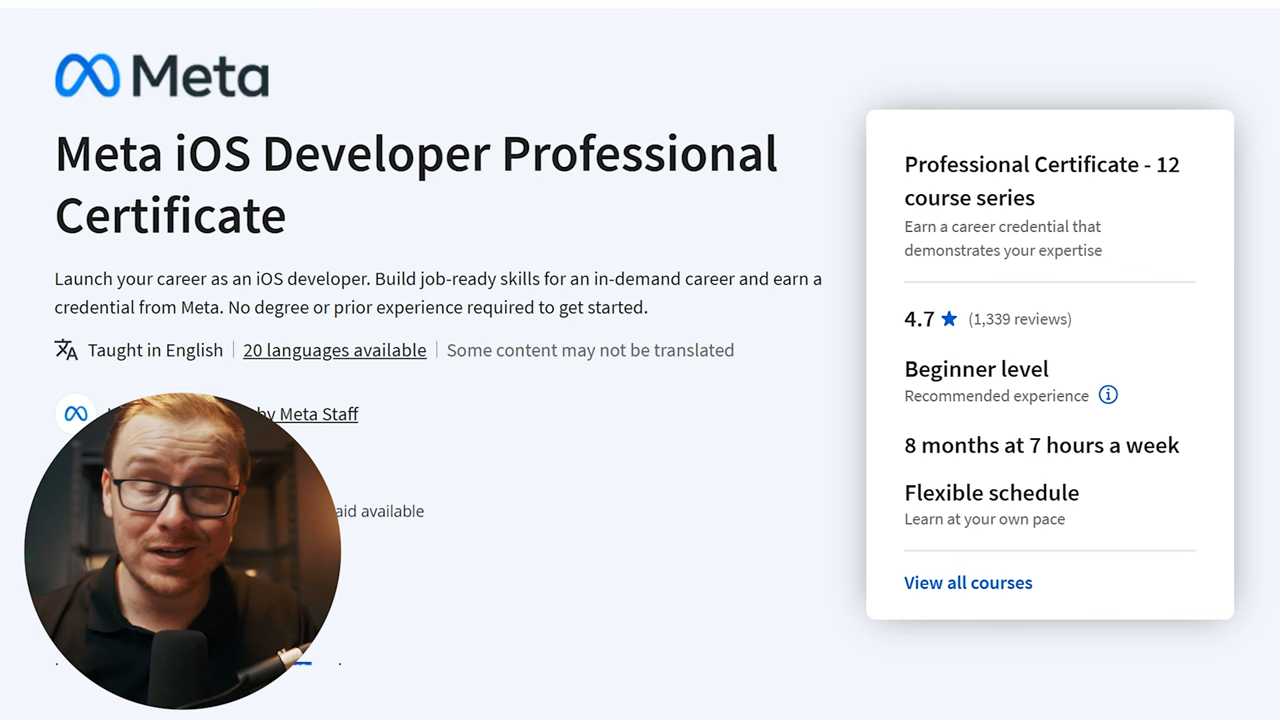 Meta
Meta iOS Developer Professional
Certificate
Launch your career as an iOS developer. Build job-ready skills for an in-demand career and earn a
credential from Meta. No degree or prior experience required to get started.
Taught in English | 20 languages available | Some content may not be translated
by Meta Staff
aid available
Professional Certificate - 12
course series
Earn a career credential that
demonstrates your expertise
4.7 ★ (1,339 reviews)
Beginner level
Recommended experience
8 months at 7 hours a week
Flexible schedule
Learn at your own pace
View all courses